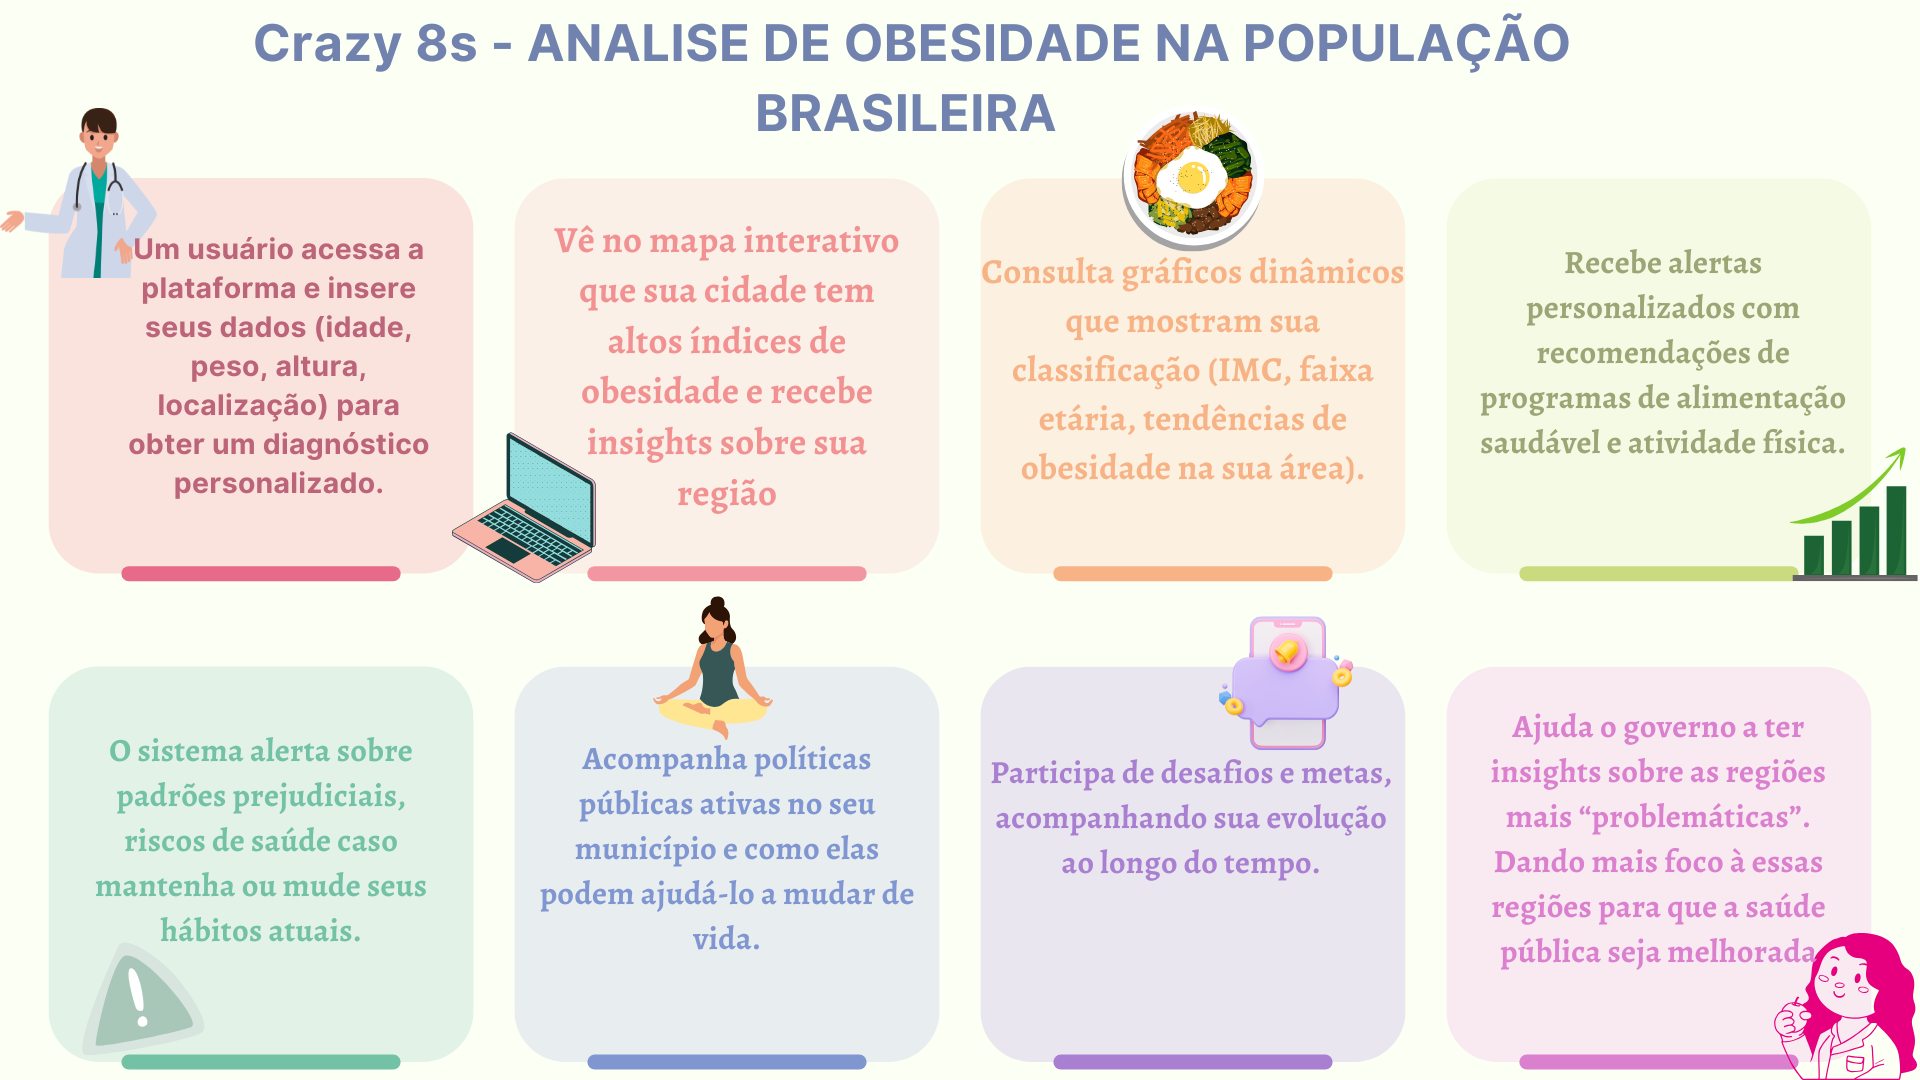 Crazy 8s - ANALISE DE OBESIDADE NA POPULAÇÃO
BRASILEIRA
Um usuário acessa a
plataforma e insere
seus dados (idade,
peso, altura,
localização) para
obter um diagnóstico
personalizado.
Vê no mapa interativo
que sua cidade tem
altos índices de
obesidade e recebe
insights sobre sua
região
Consulta gráficos dinâmicos
que mostram sua
classificação (IMC, faixa
etária, tendências de
obesidade na sua área).
Recebe alertas
personalizados com
recomendações de
programas de alimentação
saudável e atividade física.
O sistema alerta sobre
padrões prejudiciais,
riscos de saúde caso
mantenha ou mude seus
hábitos atuais.
Acompanha políticas
públicas ativas no seu
município e como elas
podem ajudá-lo a mudar de
vida.
Participa de desafios e metas,
acompanhando sua evolução
ao longo do tempo.
Ajuda o governo a ter
insights sobre as regiões
mais “problemáticas”.
Dando mais foco à essas
regiões para que a saúde
pública seja melhorada